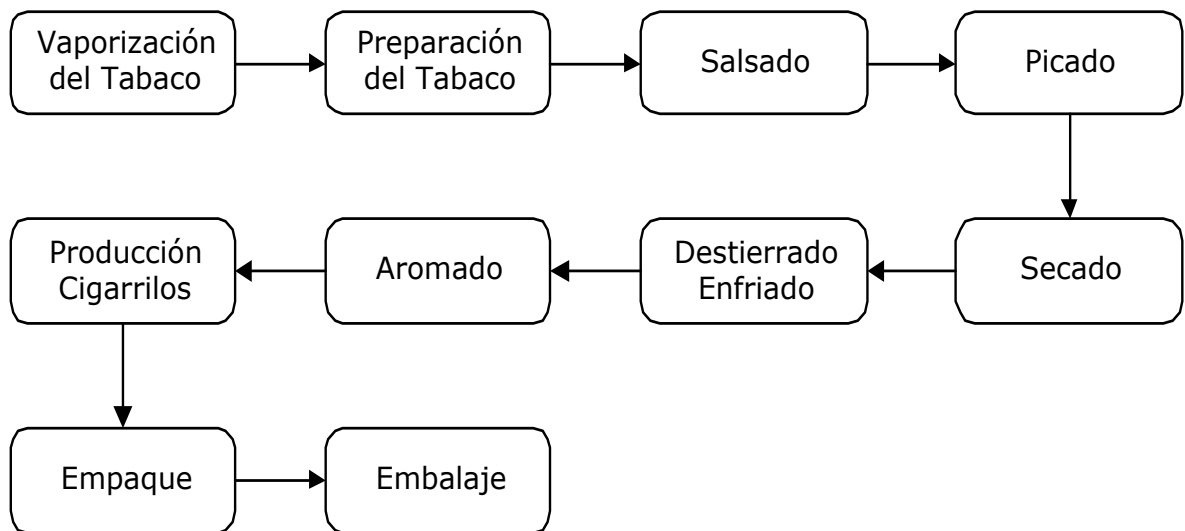 Vaporización
del Tabaco
Preparación
del Tabaco
Salsado
Picado
Secado
Destierrado
Enfriado
Aromado
Producción
Cigarrilos
Empaque
Embalaje